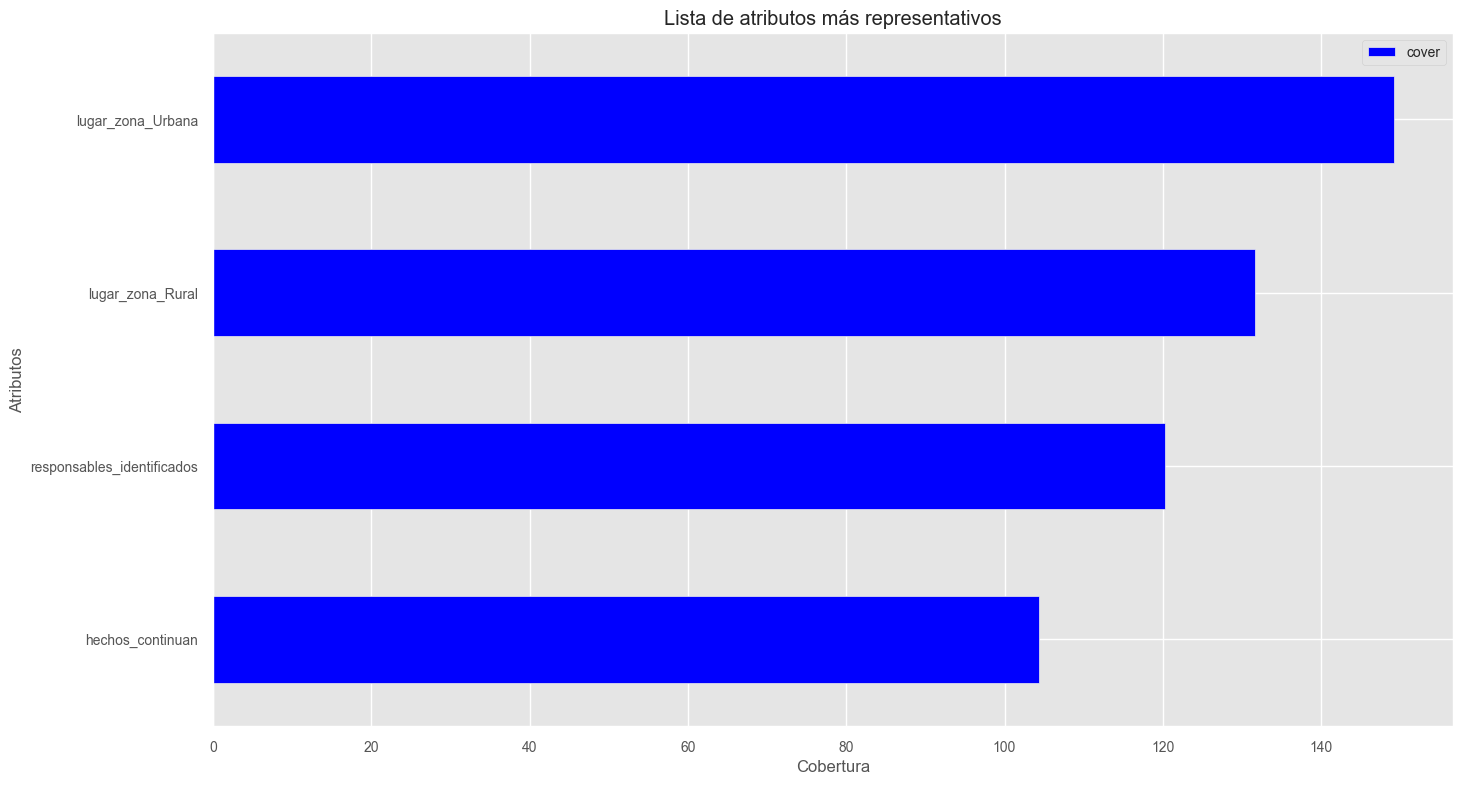 Lista de atributos más representativos
cover
lugar_zona_Urbana
lugar_zona_Rural
responsables_identificados
hechos_continuan
Atributos
0 20 40 60 80 100 120 140
Cobertura